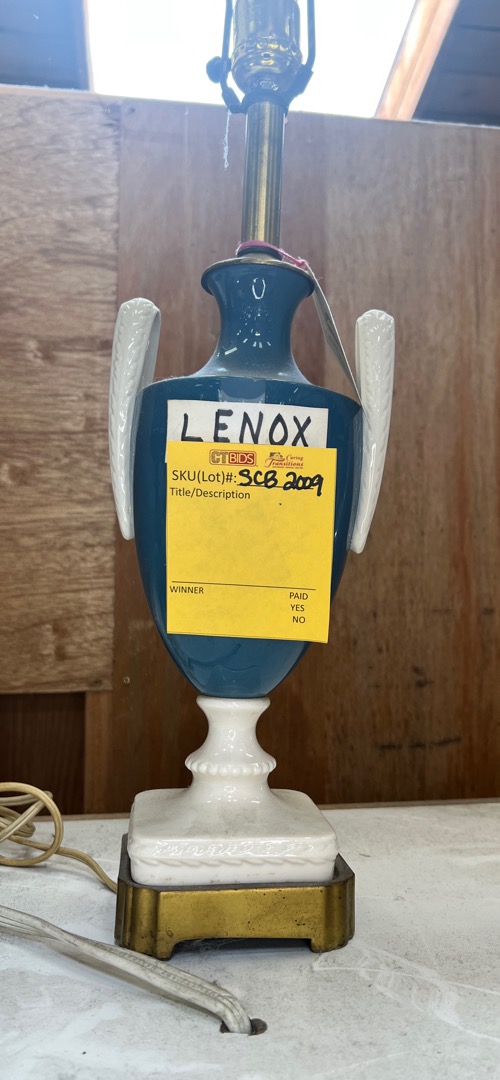 LENOX
CTBIDS Caring Transitions
SKU(Lot)#: SCB 2009
Title/Description
WINNER PAID
YES
NO